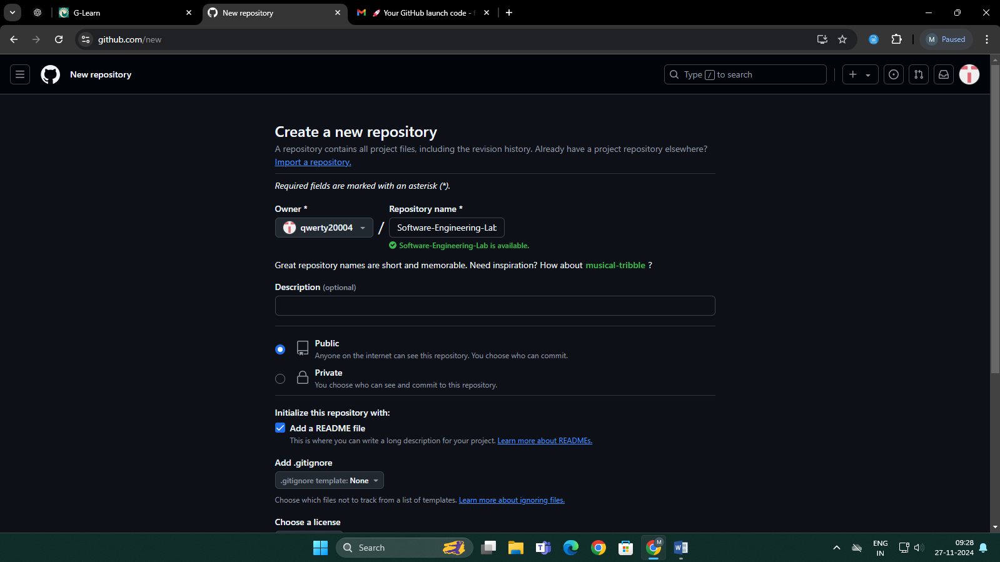 G-Learn
New repository
🚀 Your GitHub launch code -
github.com/new
M Paused
New repository
Type / to search
Create a new repository
A repository contains all project files, including the revision history. Already have a project repository elsewhere?
Import a repository.
Required fields are marked with an asterisk (*).
Owner * Repository name *
qwerty20004 / Software-Engineering-Lab
Software-Engineering-Lab is available.
Great repository names are short and memorable. Need inspiration? How about musical-tribble ?
Description (optional)
Public
Anyone on the internet can see this repository. You choose who can commit.
Private
You choose who can see and commit to this repository.
Initialize this repository with:
Add a README file
This is where you can write a long description for your project. Learn more about READMEs.
Add .gitignore
.gitignore template: None
Choose which files not to track from a list of templates. Learn more about ignoring files.
Choose a license
Search
M
ENG
IN
09:28
27-11-2024